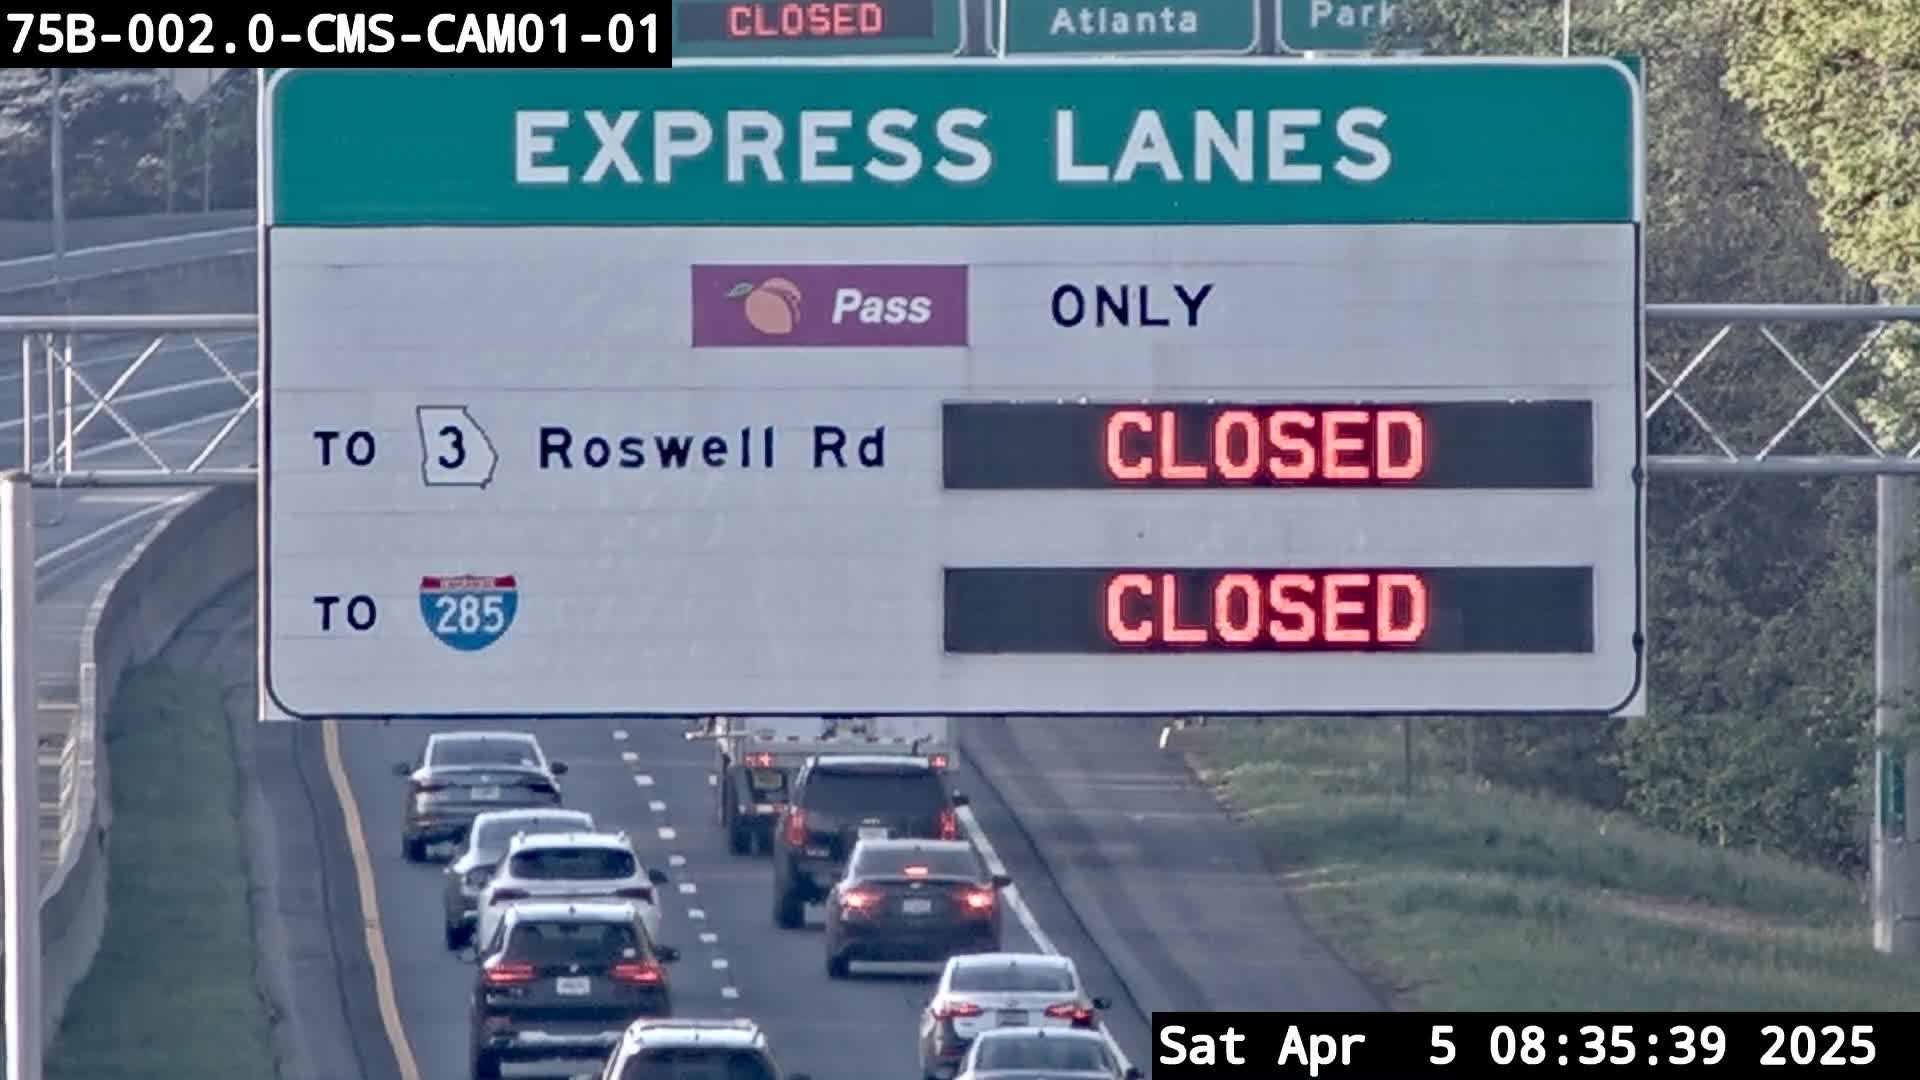 75B-002.0-CMS-CAM01-01
CLOSED
Atlanta
Park
EXPRESS LANES
Pass ONLY
TO 3 Roswell Rd CLOSED
TO 285 CLOSED
Sat Apr 5 08:35:39 2025